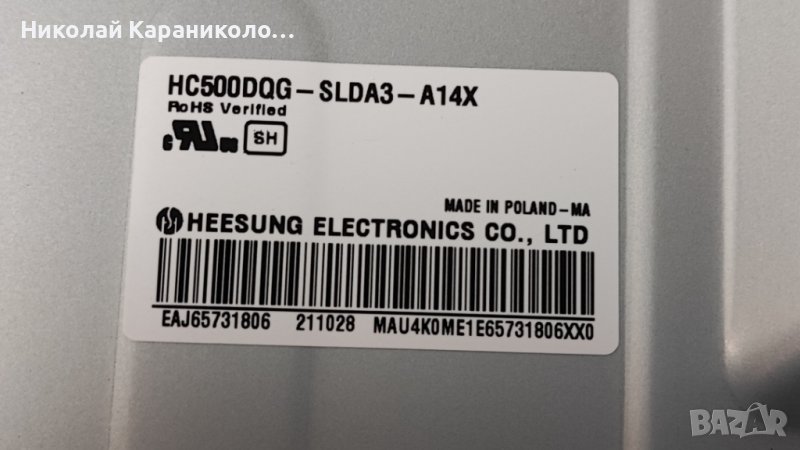 Николай Караниколо...
HC500DQG-SLDA3-A14X
RoHS Verified
SH
MADE IN POLAND-MA
HEESUNG ELECTRONICS CO., LTD
EAJ65731806 211028 MAU4K0ME1E65731806XX0
BAZAR